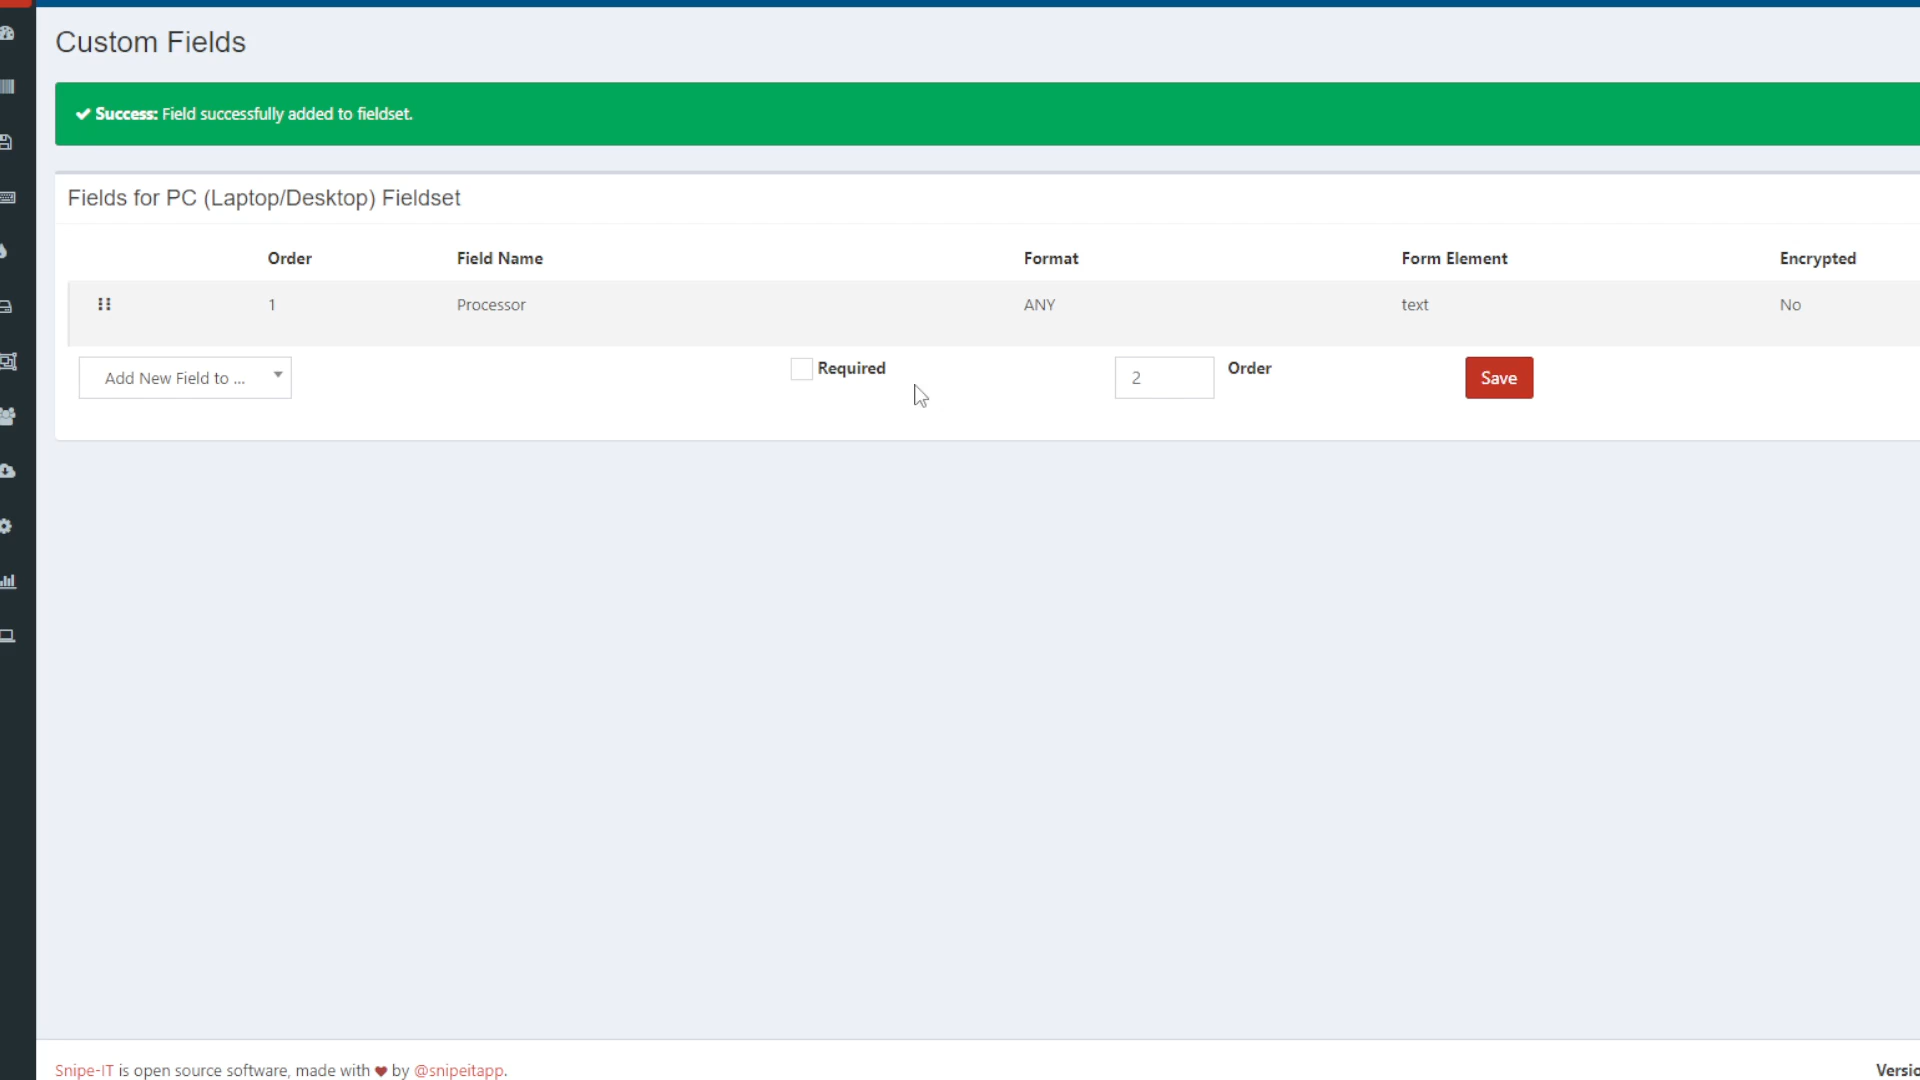 Custom Fields
Success: Field successfully added to fieldset.
Fields for PC (Laptop/Desktop) Fieldset
Order Field Name Format Form Element Encrypted
1 Processor ANY text No
Add New Field to ... Required 2 Order Save
Snipe-IT is open source software, made with ❤ by @snipeitapp.